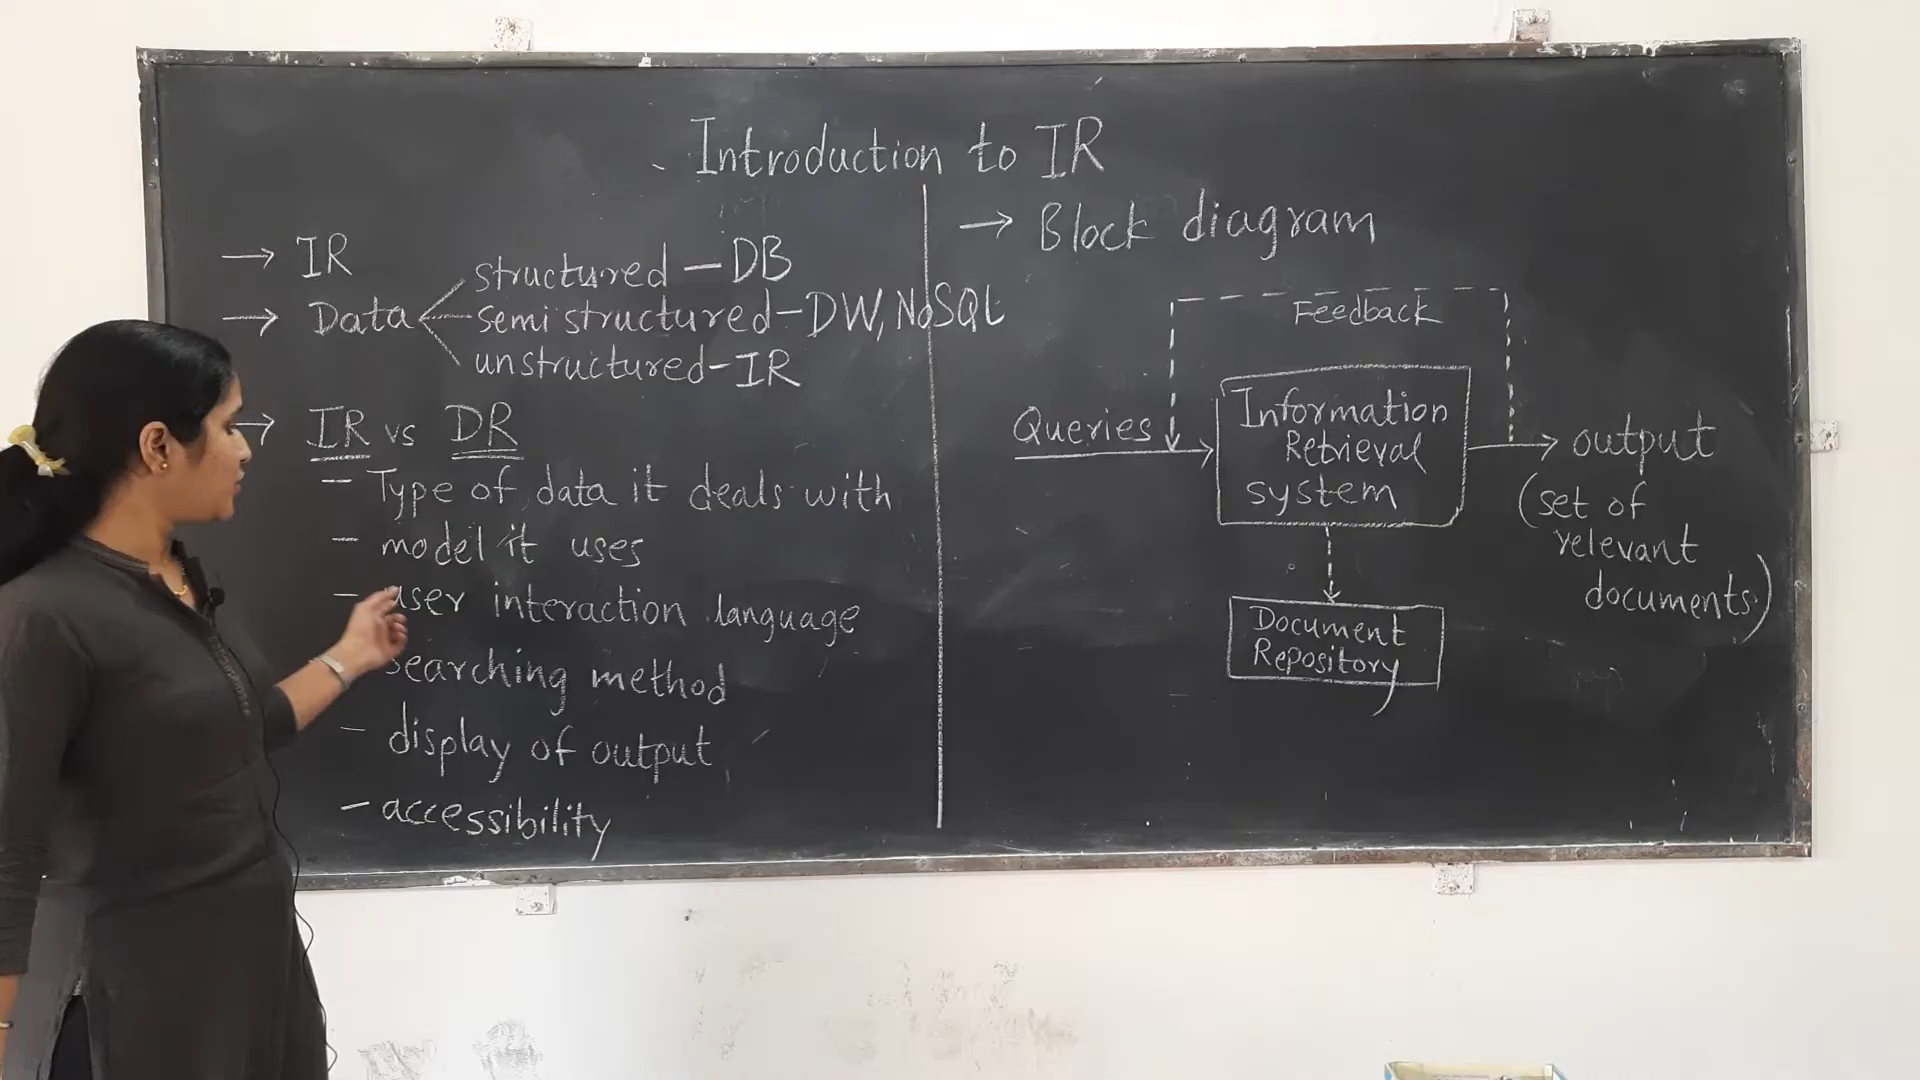 Introduction to IR
→ IR
→ Data
structured - DB
semi structured - DW, NoSQL
unstructured - IR
→ IR vs DR
- Type of data it deals with
- model it uses
- user interaction language
searching method
- display of output
- accessibility
→ Block diagram
Feedback
Queries
Information
Retrieval
system
output
(set of
relevant
documents)
Document
Repository